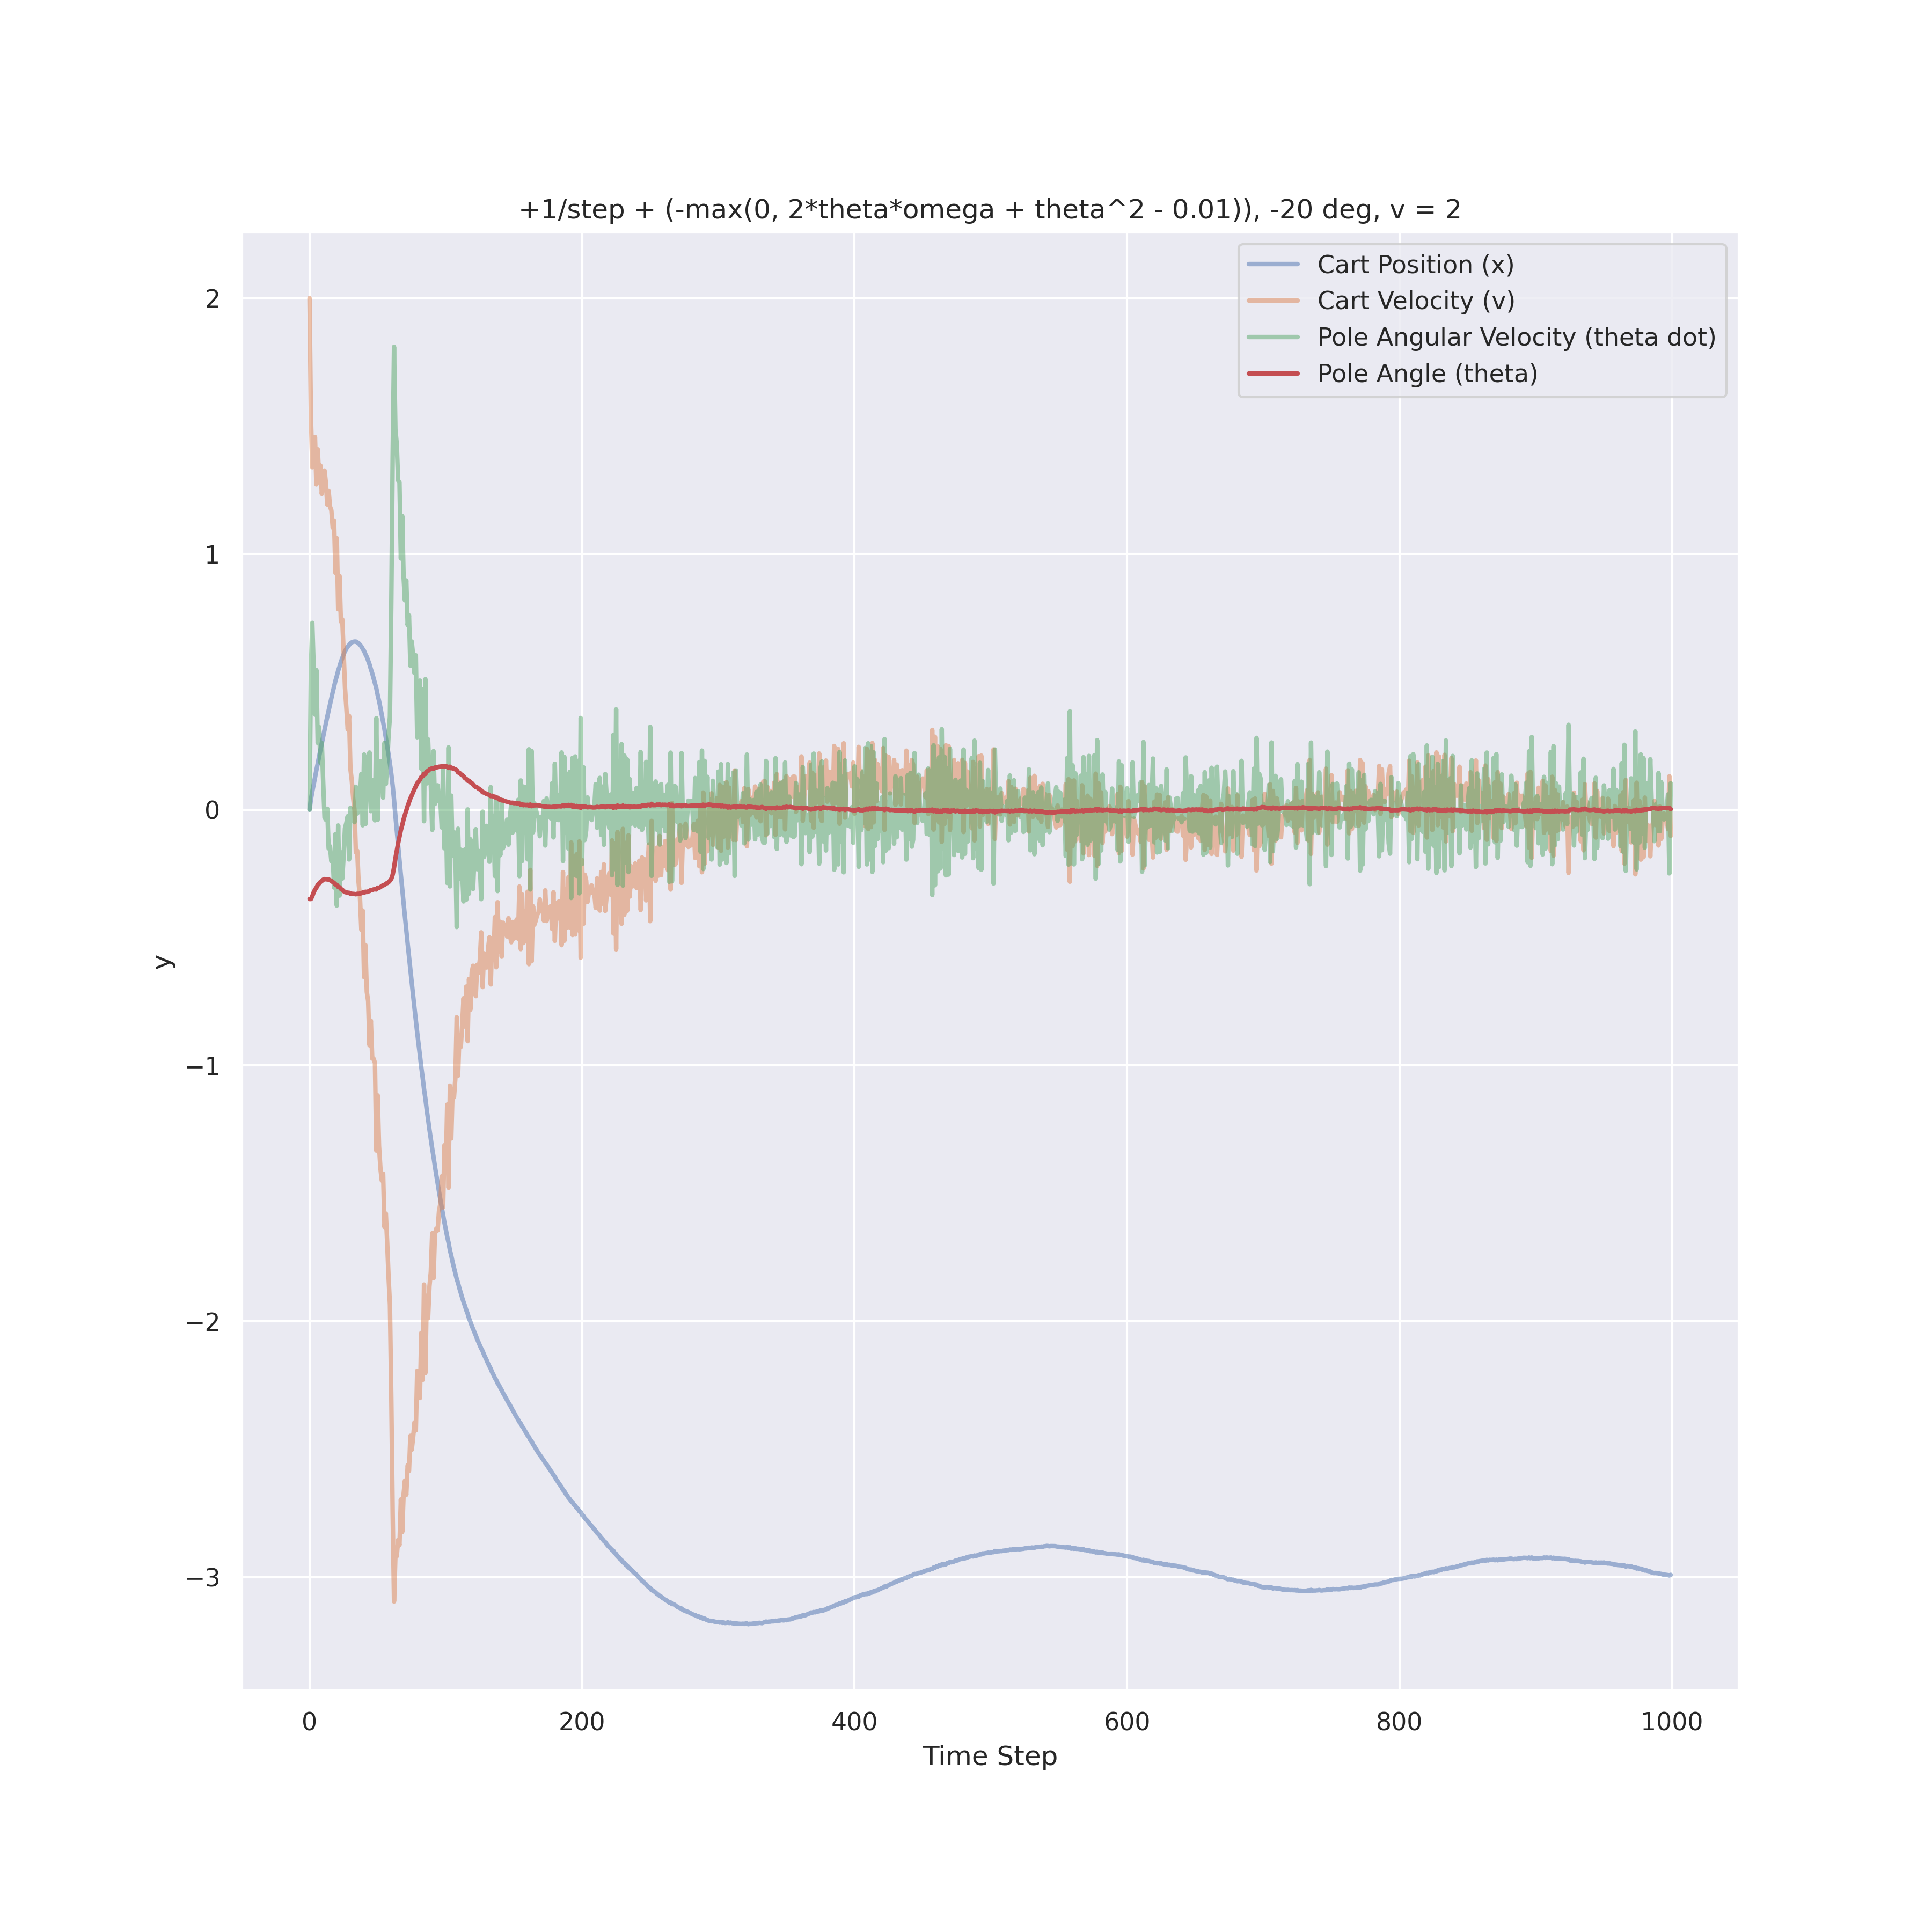 +1/step + (-max(0, 2*theta*omega + theta^2 - 0.01)), -20 deg, v = 2
Cart Position (x)
Cart Velocity (v)
Pole Angular Velocity (theta dot)
Pole Angle (theta)
2
1
0
−1
−2
−3
y
0 200 400 600 800 1000
Time Step